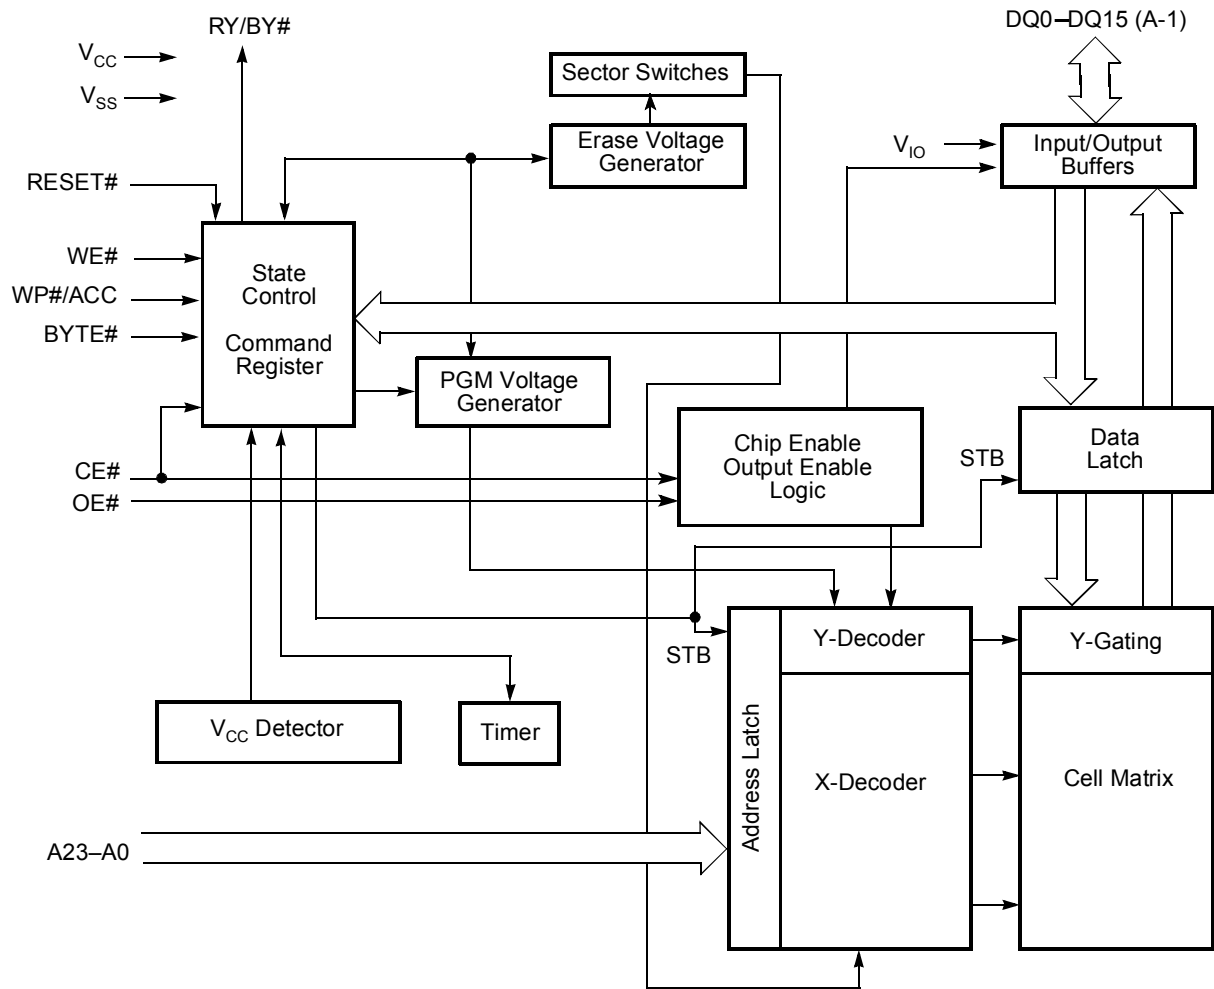 RY/BY#
DQ0–DQ15 (A-1)
VCC
VSS
Sector Switches
Erase Voltage
Generator
VIO
Input/Output
Buffers
RESET#
WE#
WP#/ACC
BYTE#
State
Control
Command
Register
PGM Voltage
Generator
Chip Enable
Output Enable
Logic
Data
Latch
STB
CE#
OE#
STB
Y-Decoder
Y-Gating
VCC Detector
Timer
Address Latch
X-Decoder
Cell Matrix
A23–A0